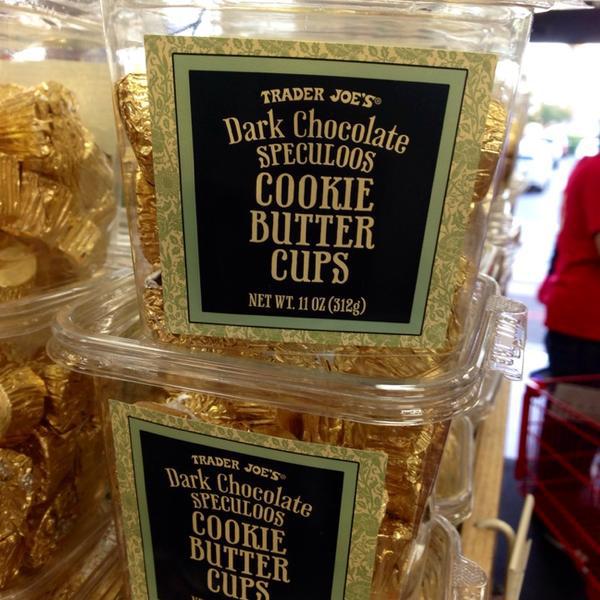 TRADER JOE'S®
Dark Chocolate
SPECULOOS
COOKIE
BUTTER
CUPS
NET WT. 11 OZ (312g)
TRADER JOE'S®
Dark Chocolate
SPECULOOS
COOKIE
BUTTER
CUPS